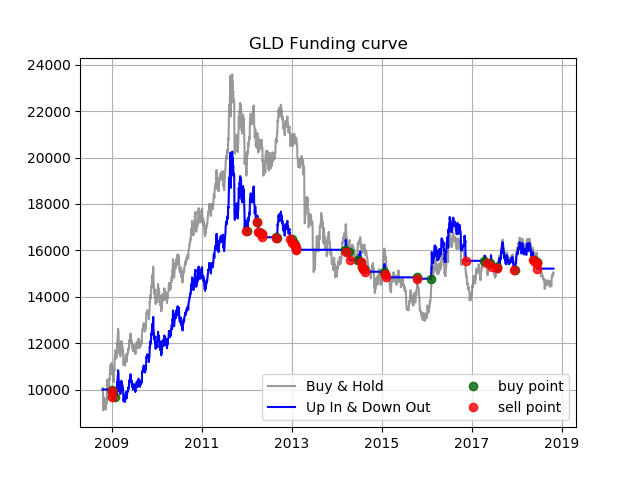 GLD Funding curve
24000
22000
20000
18000
16000
14000
12000
10000
Buy & Hold
Up In & Down Out
buy point
sell point
2009 2011 2013 2015 2017 2019